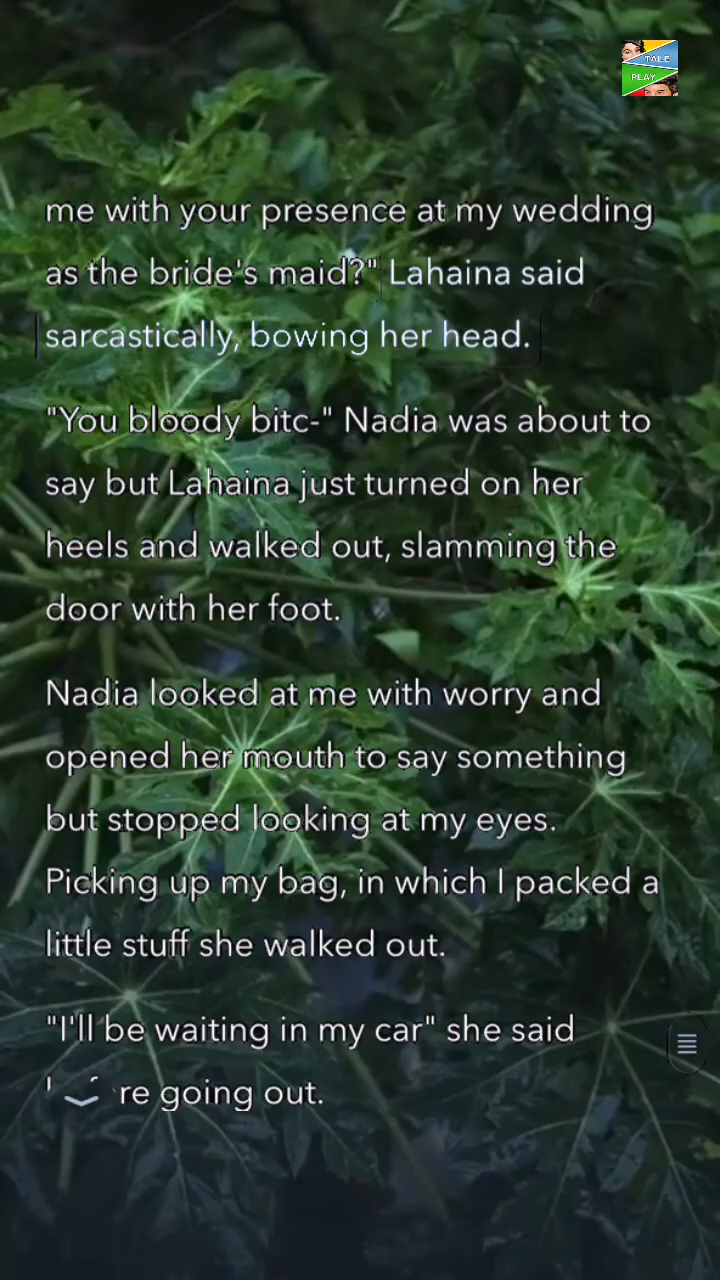 TALE
PLAY
me with your presence at my wedding
as the bride's maid?" Lahaina said
sarcastically, bowing her head.
"You bloody bitc-" Nadia was about to
say but Lahaina just turned on her
heels and walked out, slamming the
door with her foot.
Nadia looked at me with worry and
opened her mouth to say something
but stopped looking at my eyes.
Picking up my bag, in which I packed a
little stuff she walked out.
"I'll be waiting in my car" she said
going out.